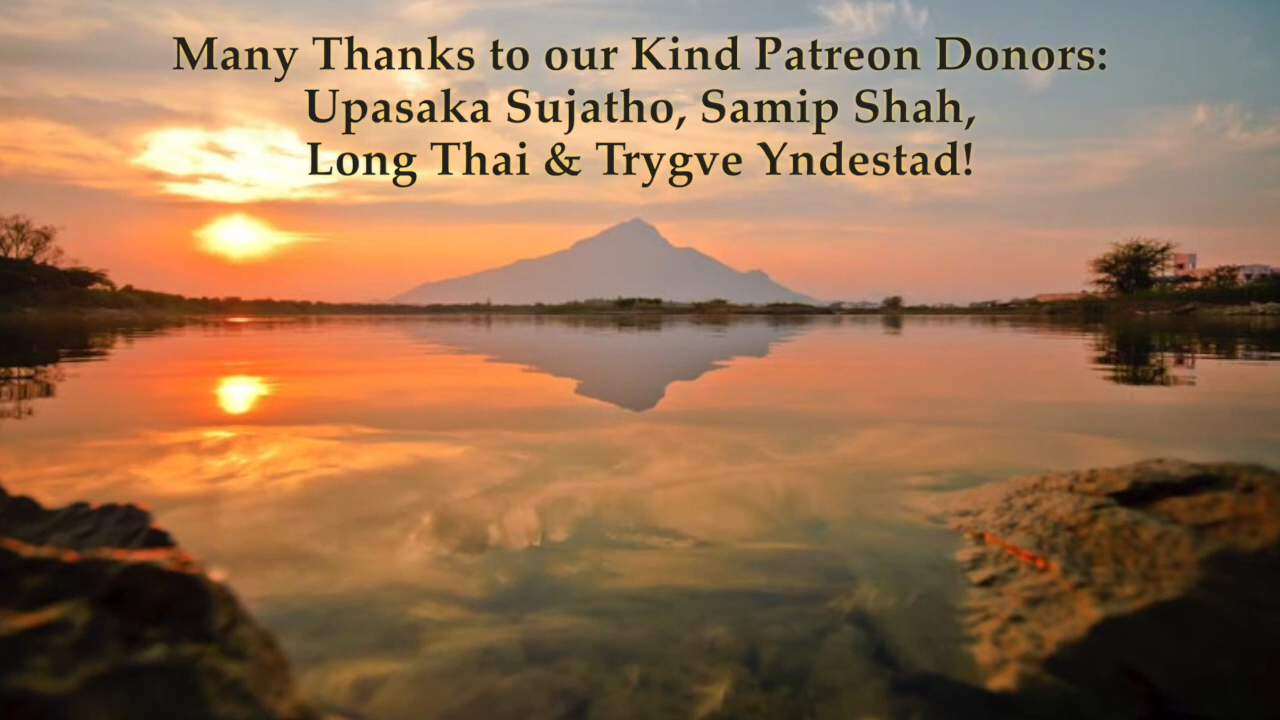 Many Thanks to our Kind Patreon Donors:
Upasaka Sujatho, Samip Shah,
Long Thai & Trygve Yndestad!